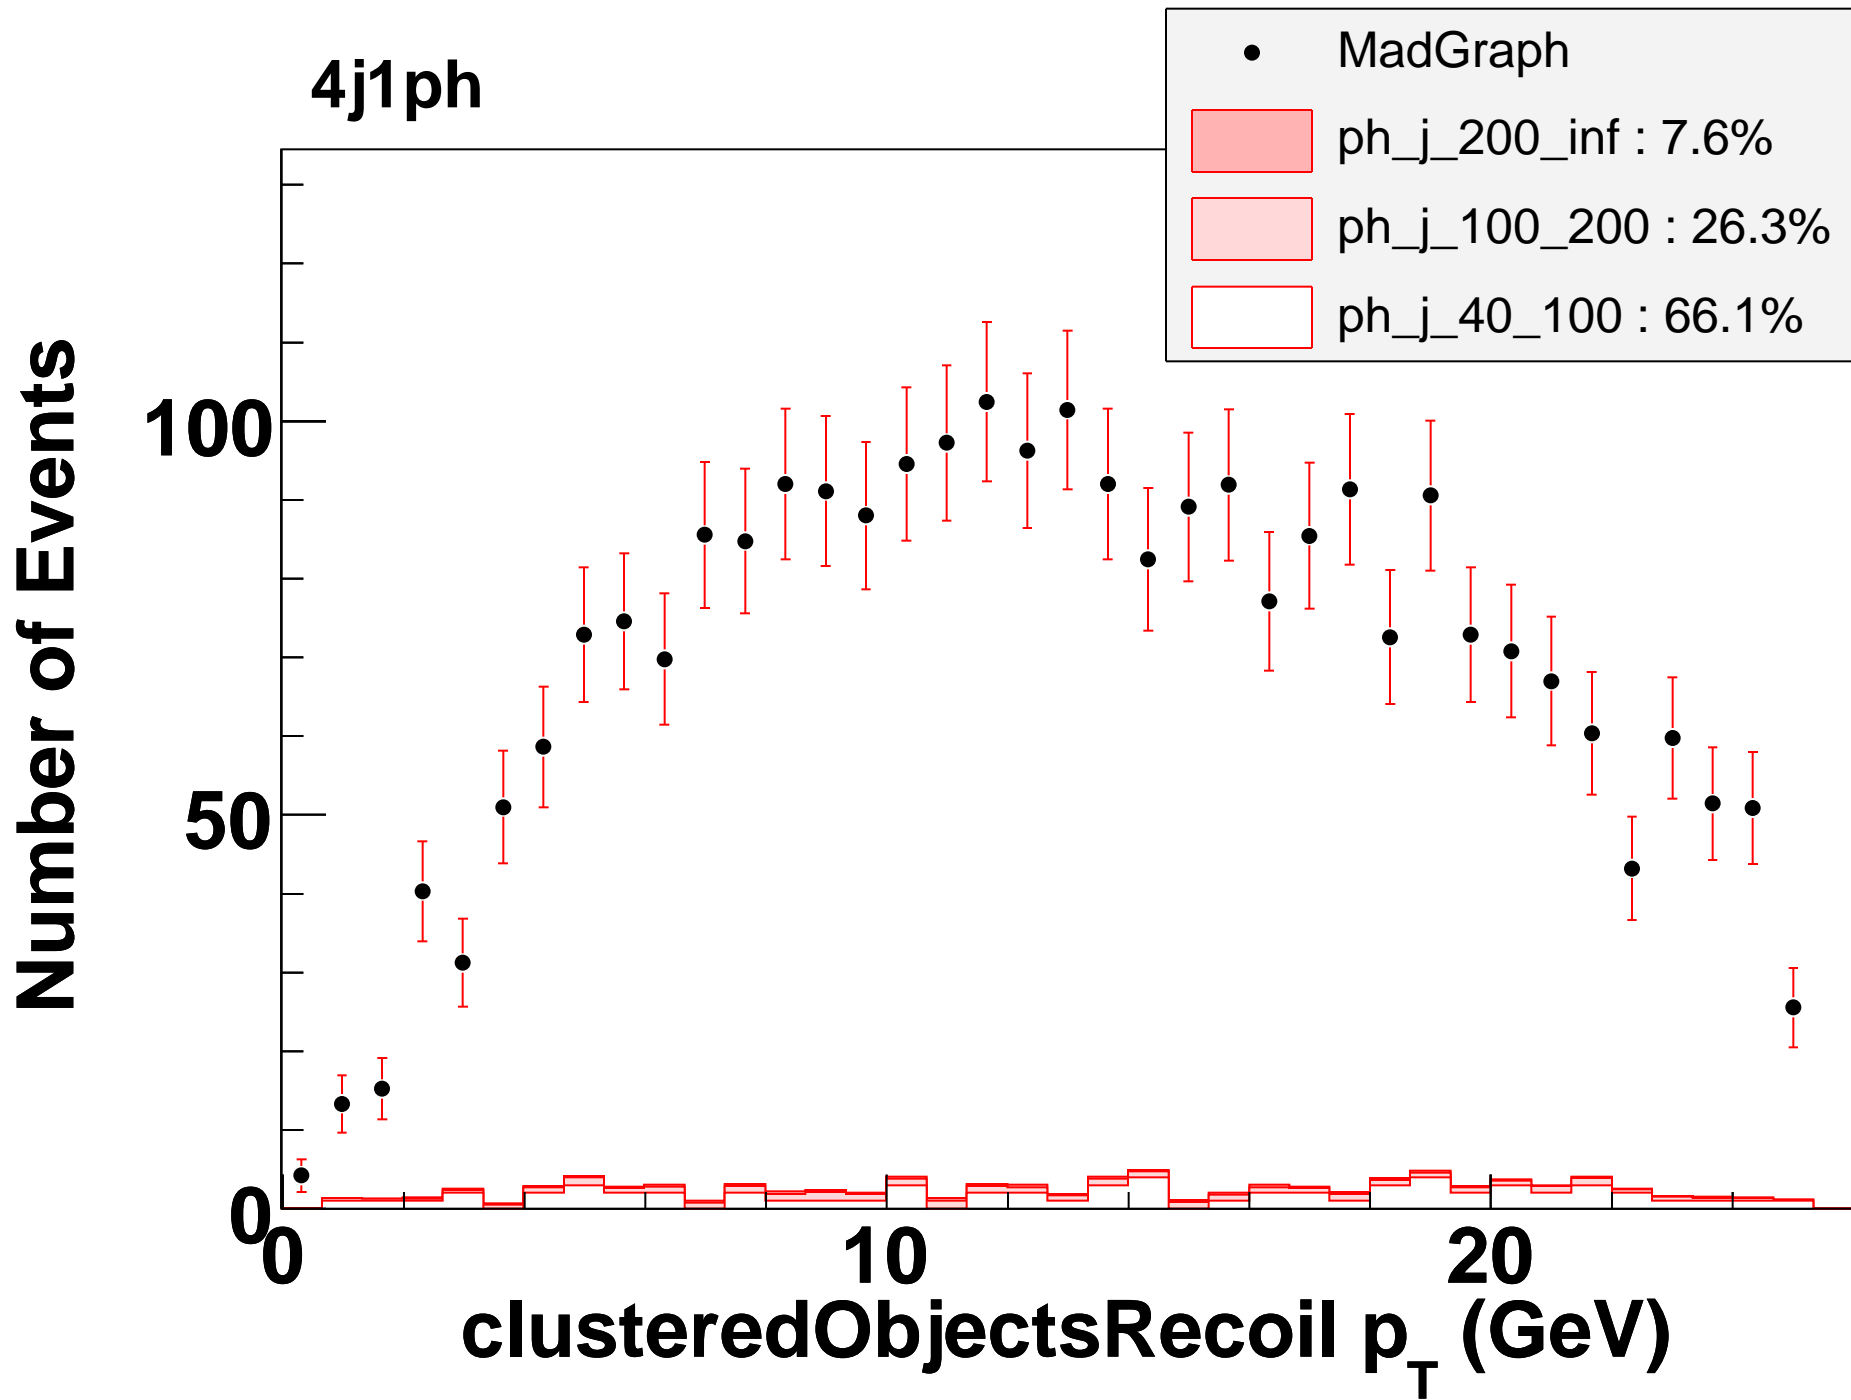 4j1ph
MadGraph
ph_j_200_inf : 7.6%
ph_j_100_200 : 26.3%
ph_j_40_100 : 66.1%
Number of Events
100
50
0
0
10
20
clusteredObjectsRecoil p_T (GeV)